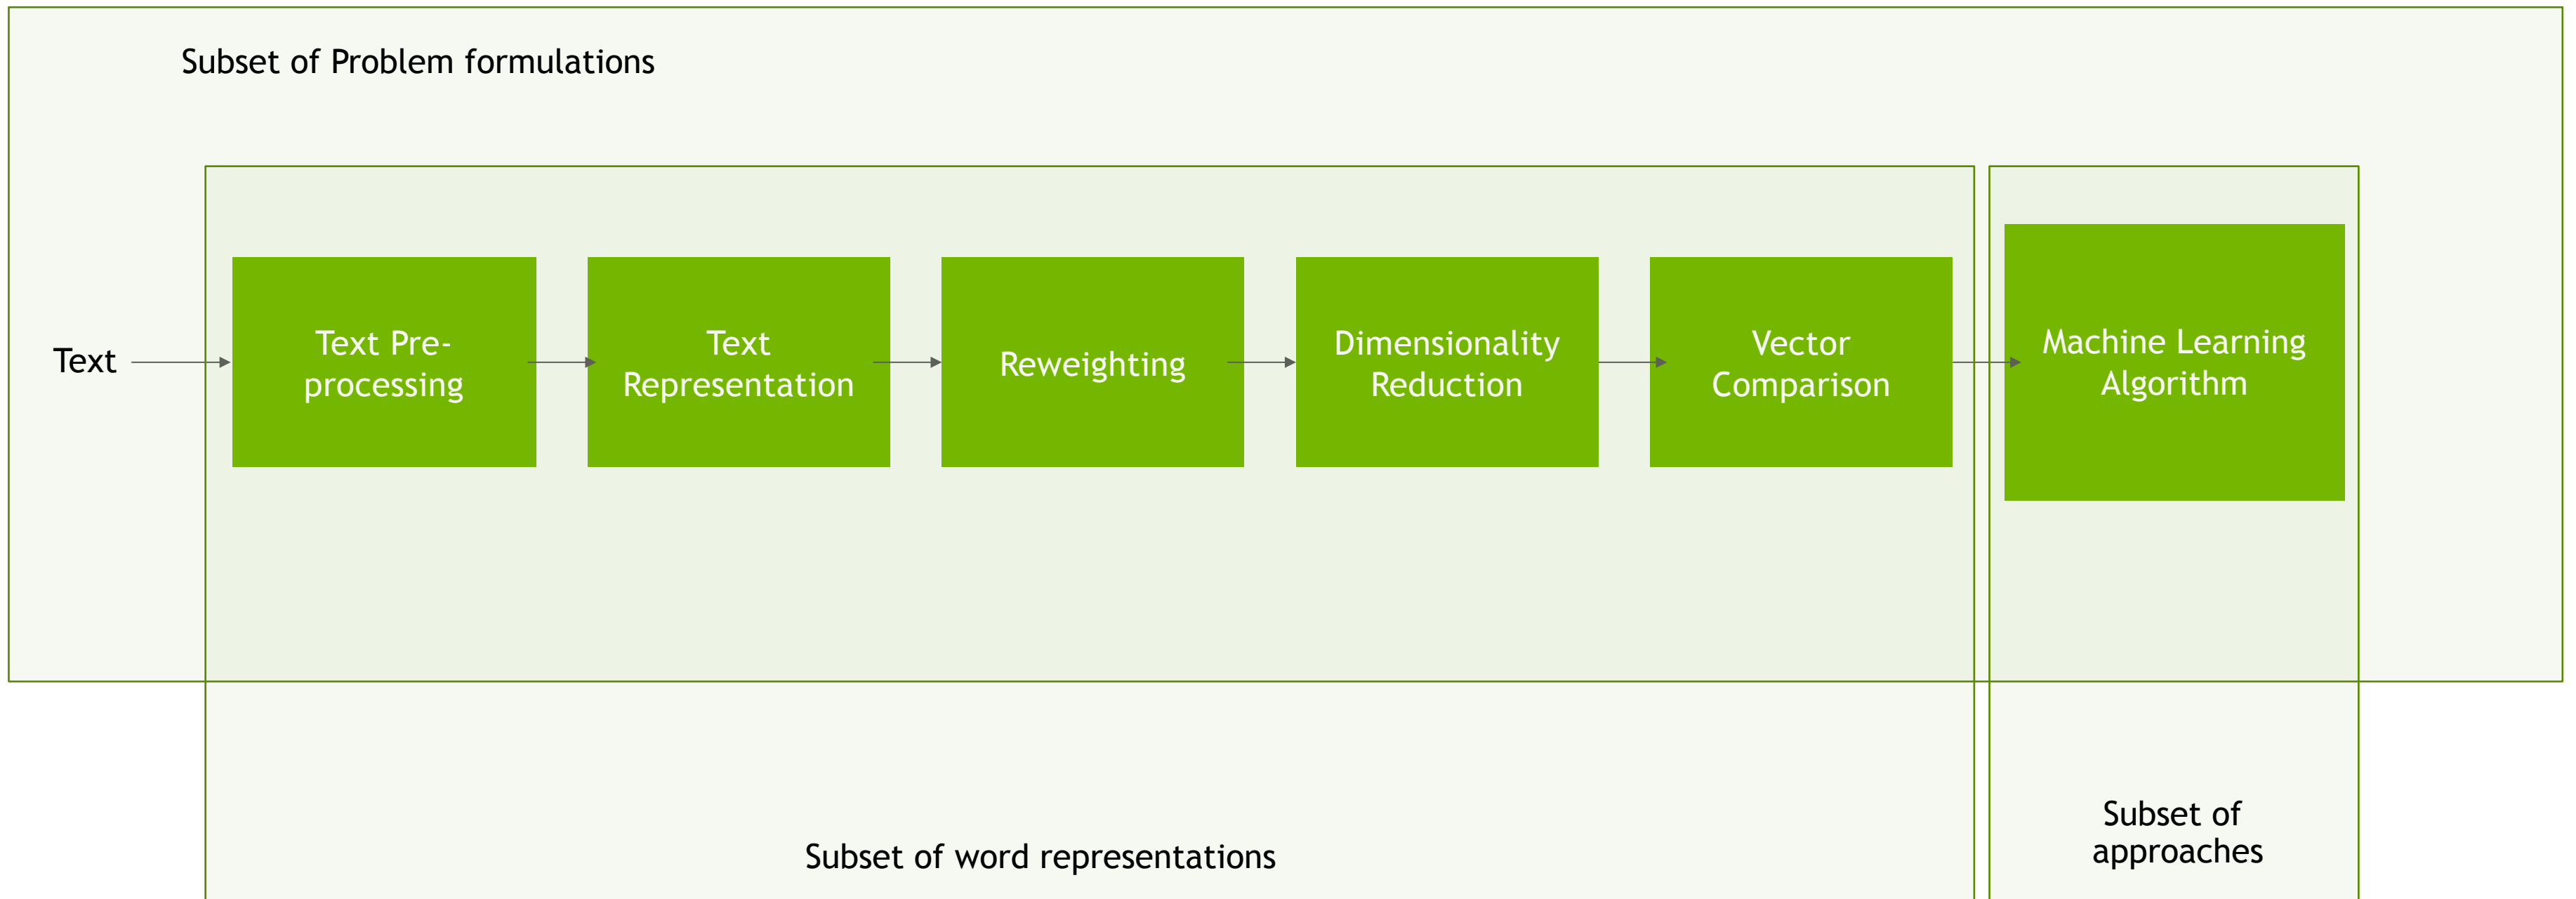 Subset of Problem formulations
Text
Text Pre-
processing
Text
Representation
Reweighting
Dimensionality
Reduction
Vector
Comparison
Machine Learning
Algorithm
Subset of word representations
Subset of
approaches